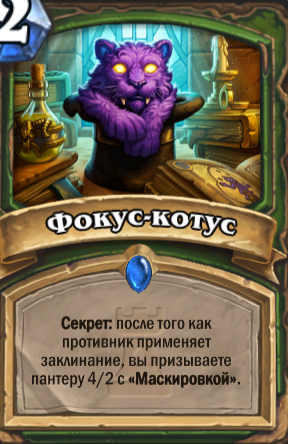 2
Фокус-котус
Секрет: после того как
противник применяет
заклинание, вы призываете
пантеру 4/2 с «Маскировкой».